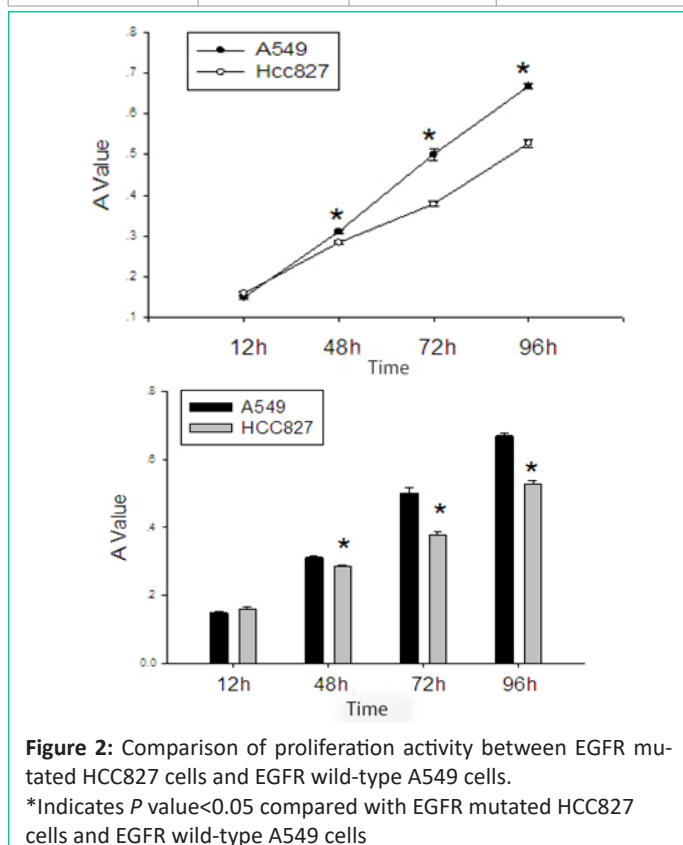 A549
Hcc827
.8
.7
.6
.5
.4
.3
.2
.1
A Value
* * * *
12h 48h 72h 96h
Time
A549
HCC827
.8
.6
.4
.2
0.0
A Value
* * *
12h 48h 72h 96h
Time
Figure 2: Comparison of proliferation activity between EGFR mu-
tated HCC827 cells and EGFR wild-type A549 cells.
*Indicates P value<0.05 compared with EGFR mutated HCC827
cells and EGFR wild-type A549 cells